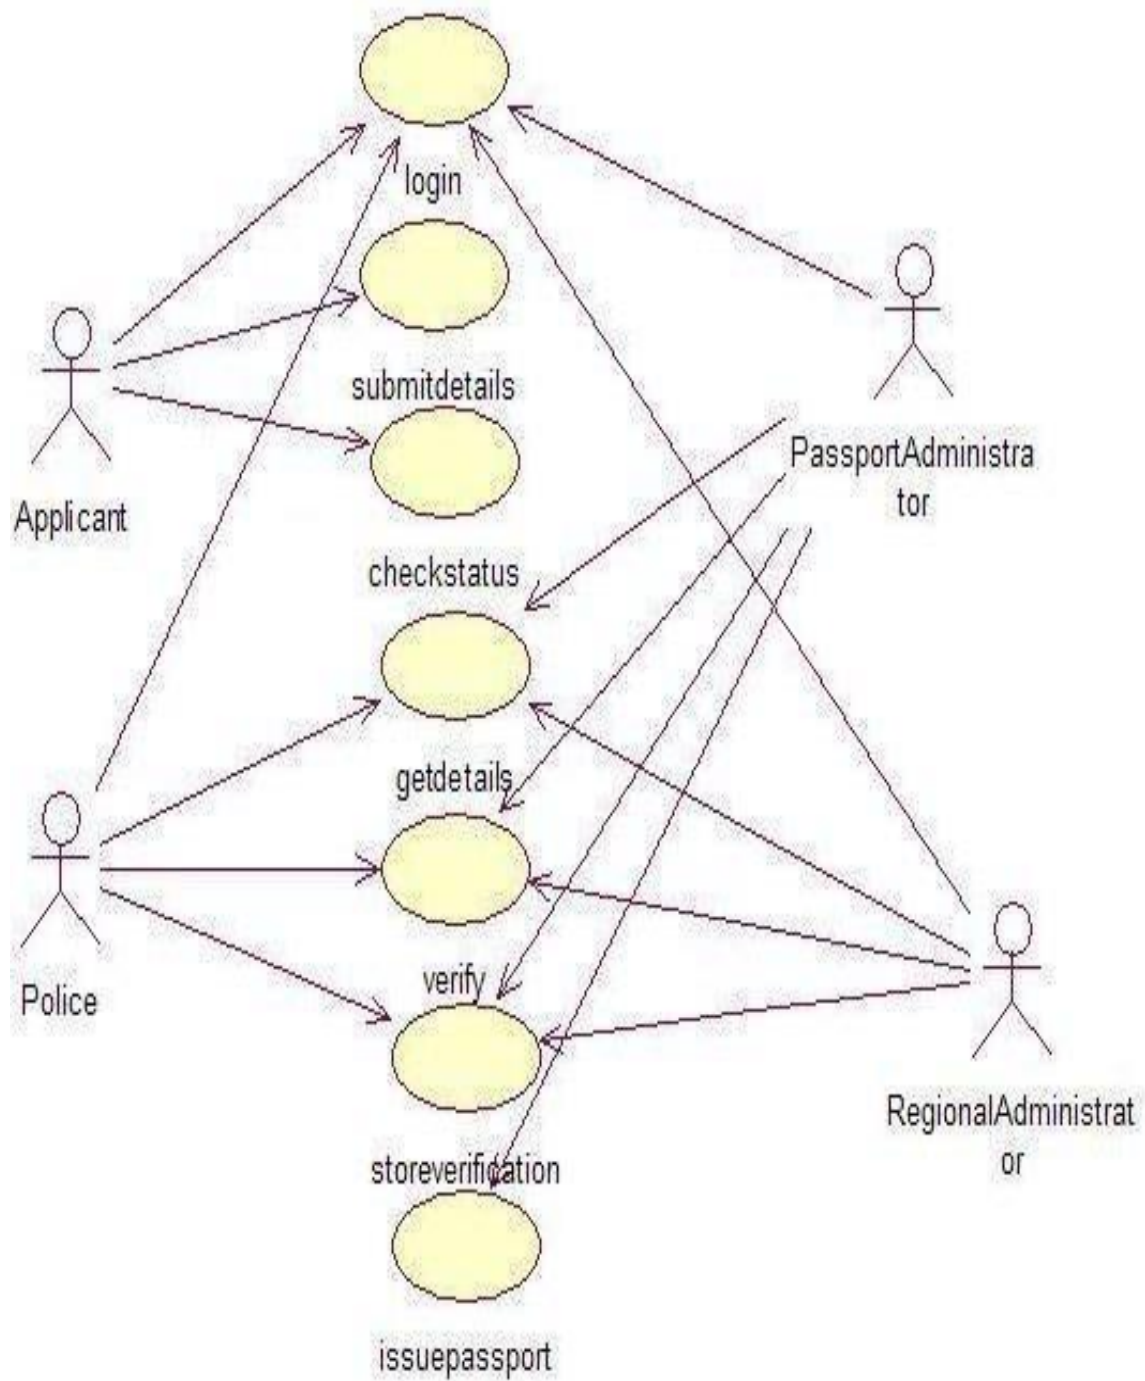 login
submitdetails
Applicant
PassportAdministra
tor
checkstatus
getdetails
verify
Police
storeverification
RegionalAdministrat
or
issuepassport